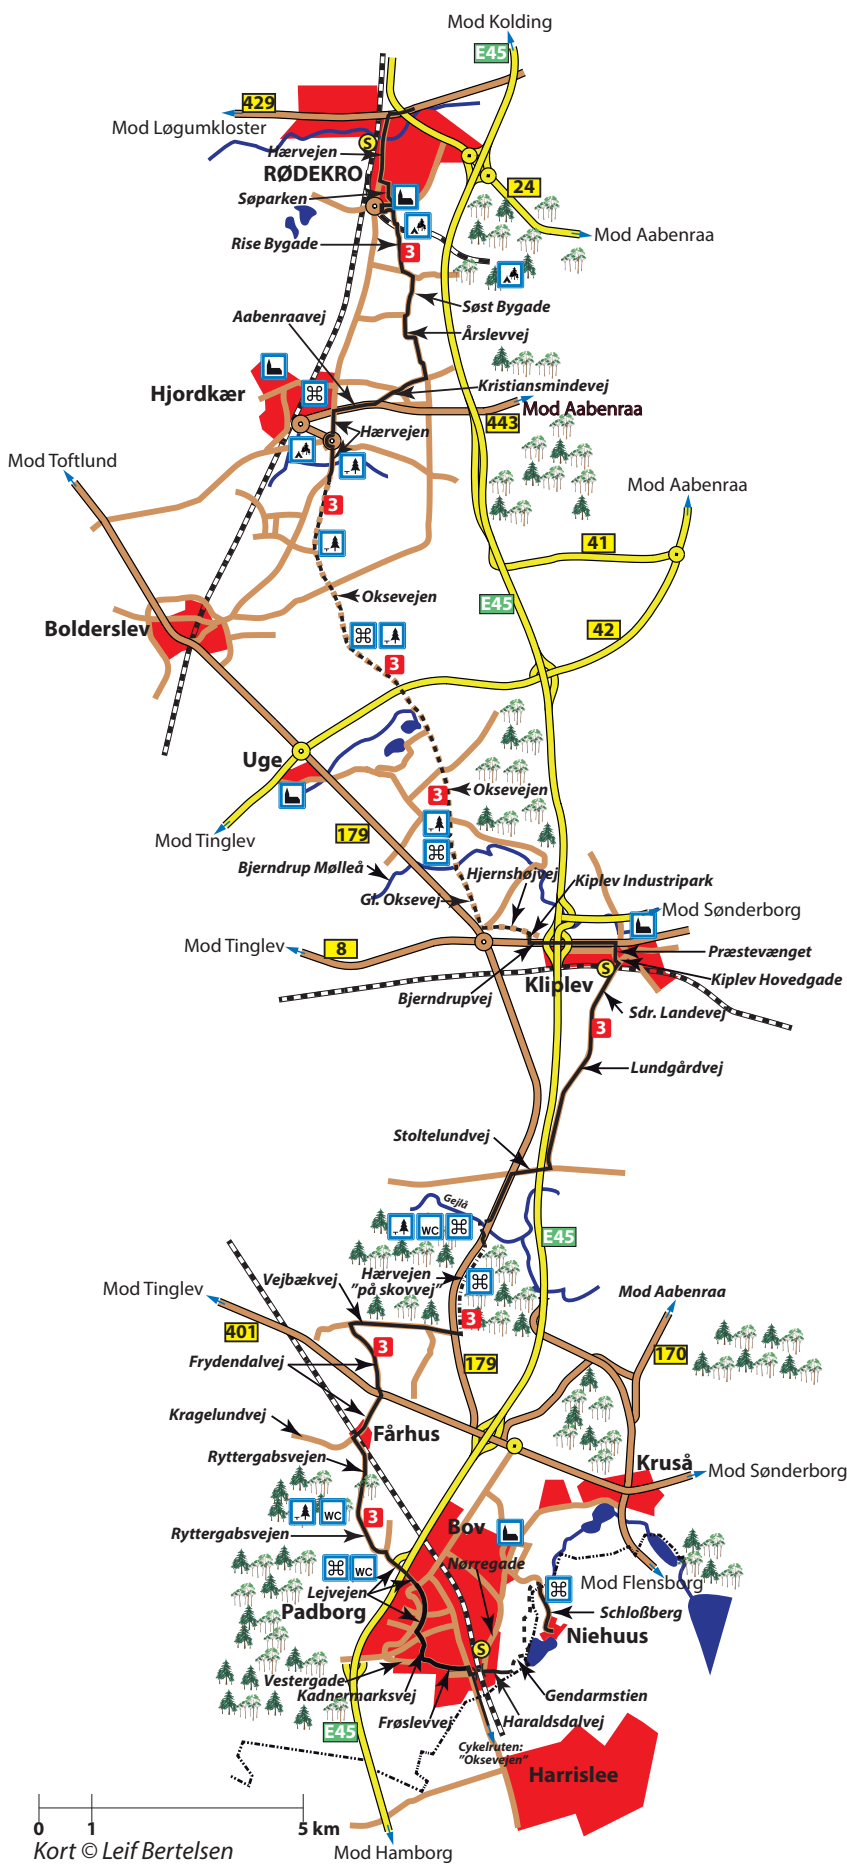 Mod Kolding
E45
429
Mod Løgumkloster
S
Hærvejen
RØDEKRO
24
Søparken
Mod Aabenraa
Rise Bygade
3
Søst Bygade
Aabenraavej
Årslevvej
Hjordkær
Kristiansmindevej
Mod Aabenraa
443
Hærvejen
Mod Toftlund
Mod Aabenraa
3
41
Oksevejen
E45
Bolderslev
42
3
Uge
Oksevejen
3
179
Mod Tinglev
Bjerndrup Mølleå
Hjernshøjvej
Kiplev Industripark
Gl. Oksevej
Mod Sønderborg
Mod Tinglev
8
Præstevænget
S
Kliplev
Kiplev Hovedgade
Bjerndrupvej
Sdr. Landevej
3
Lundgårdvej
Stoltelundvej
Gejlå
WC
E45
Hærvejen
"på skovvej"
Vejbækvej
Mod Tinglev
Mod Aabenraa
3
401
3
170
Frydendalvej
179
Kragelundvej
Fårhus
Ryttergabsvejen
Kruså
Mod Sønderborg
WC
3
Bov
Ryttergabsvejen
Nørregade
WC
Mod Flensborg
Lejvejen
Padborg
Schloßberg
Niehuus
S
Vestergade
Kadnermarksvej
Gendarmstien
Frøslevvej
Haraldsdalvej
E45
Cykelruten:
"Oksevejen"
Harrislee
0 1 5 km
Kort © Leif Bertelsen
Mod Hamborg